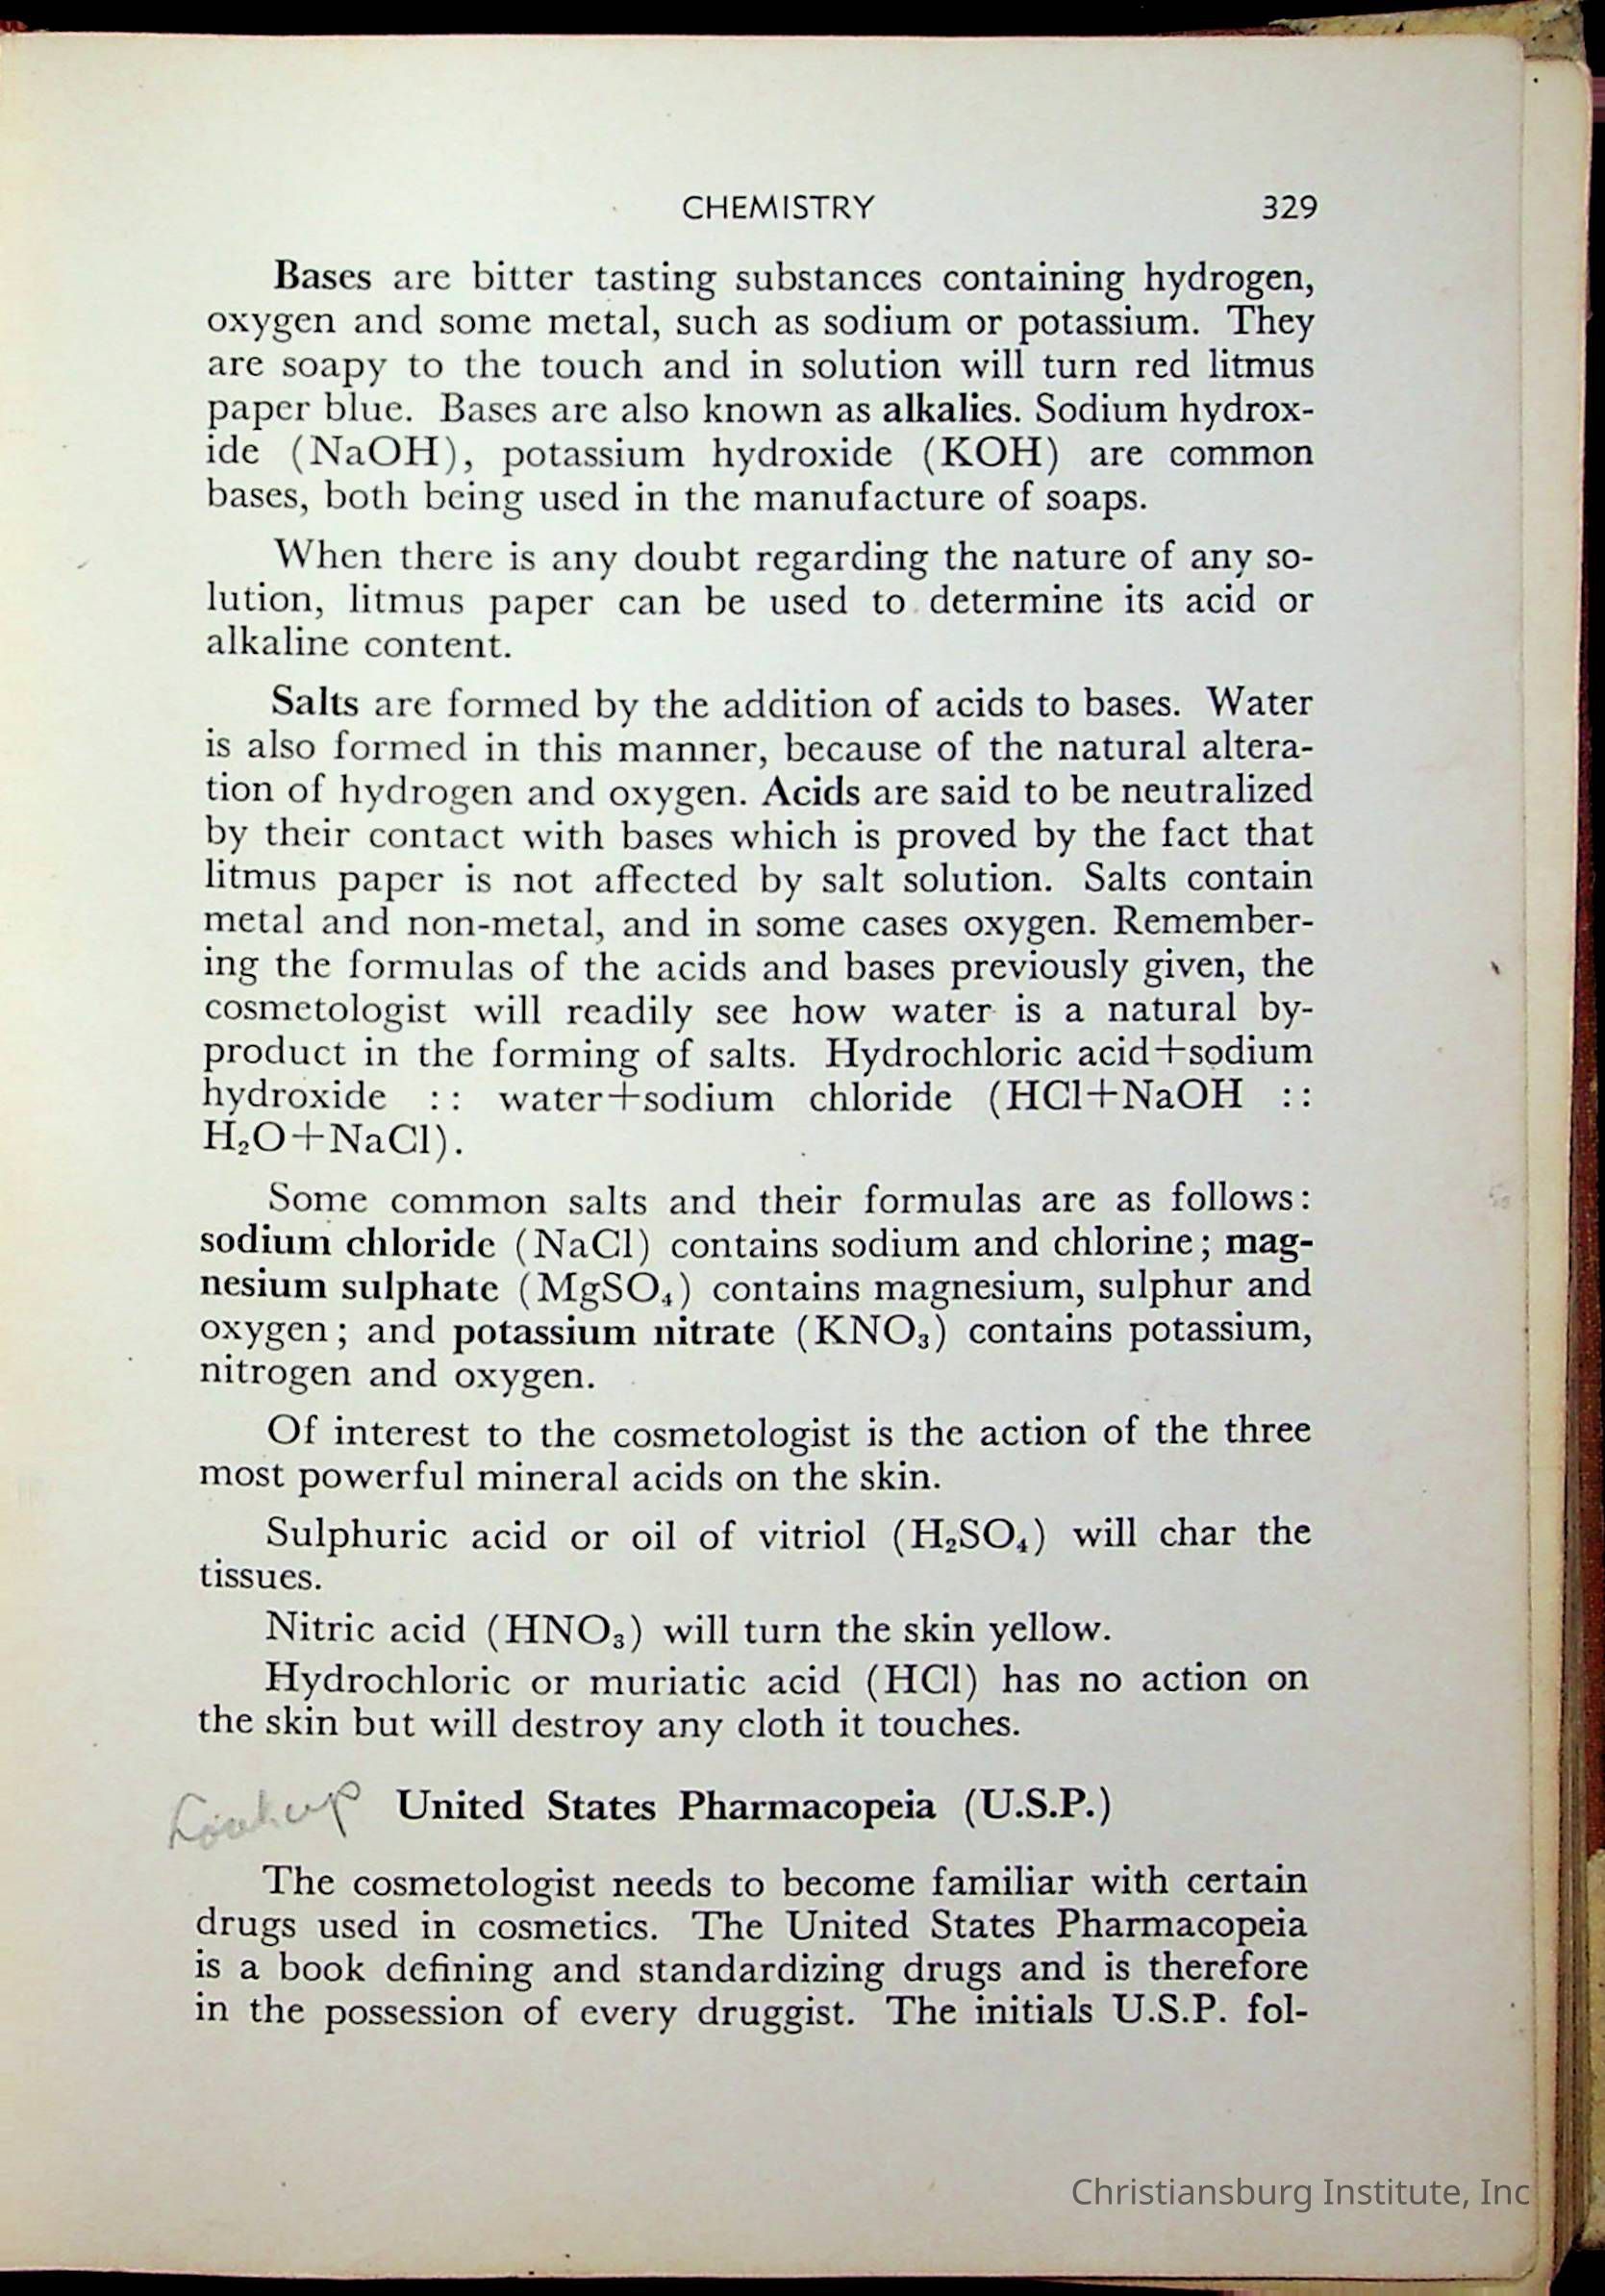 CHEMISTRY 329
Bases are bitter tasting substances containing hydrogen,
oxygen and some metal, such as sodium or potassium. They
are soapy to the touch and in solution will turn red litmus
paper blue. Bases are also known as alkalies. Sodium hydrox-
ide (NaOH), potassium hydroxide (KOH) are common
bases, both being used in the manufacture of soaps.
When there is any doubt regarding the nature of any so-
lution, litmus paper can be used to determine its acid or
alkaline content.
Salts are formed by the addition of acids to bases. Water
is also formed in this manner, because of the natural altera-
tion of hydrogen and oxygen. Acids are said to be neutralized
by their contact with bases which is proved by the fact that
litmus paper is not affected by salt solution. Salts contain
metal and non-metal, and in some cases oxygen. Remember-
ing the formulas of the acids and bases previously given, the
cosmetologist will readily see how water is a natural by-
product in the forming of salts. Hydrochloric acid+sodium
hydroxide :: water+sodium chloride (HCl+NaOH ::
H₂O+NaCl).
Some common salts and their formulas are as follows:
sodium chloride (NaCl) contains sodium and chlorine; mag-
nesium sulphate (MgSO₄) contains magnesium, sulphur and
oxygen; and potassium nitrate (KNO₃) contains potassium,
nitrogen and oxygen.
Of interest to the cosmetologist is the action of the three
most powerful mineral acids on the skin.
Sulphuric acid or oil of vitriol (H₂SO₄) will char the
tissues.
Nitric acid (HNO₃) will turn the skin yellow.
Hydrochloric or muriatic acid (HCl) has no action on
the skin but will destroy any cloth it touches.
Look up United States Pharmacopeia (U.S.P.)
The cosmetologist needs to become familiar with certain
drugs used in cosmetics. The United States Pharmacopeia
is a book defining and standardizing drugs and is therefore
in the possession of every druggist. The initials U.S.P. fol-
Christiansburg Institute, Inc